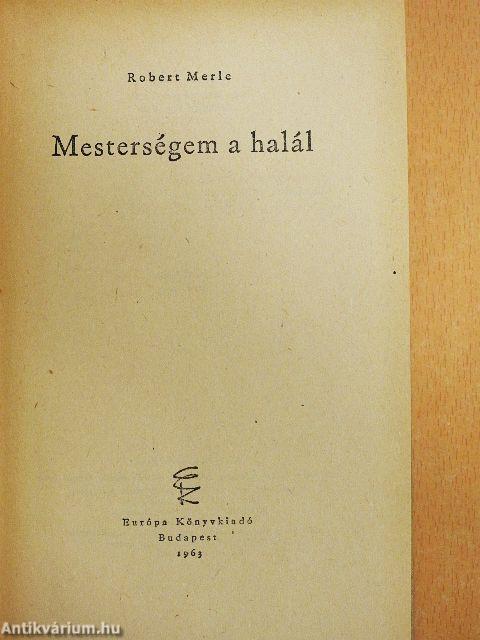 Robert Merle
Mesterségem a halál
Európa Könyvkiadó
Budapest
1963
Antikvárium.hu